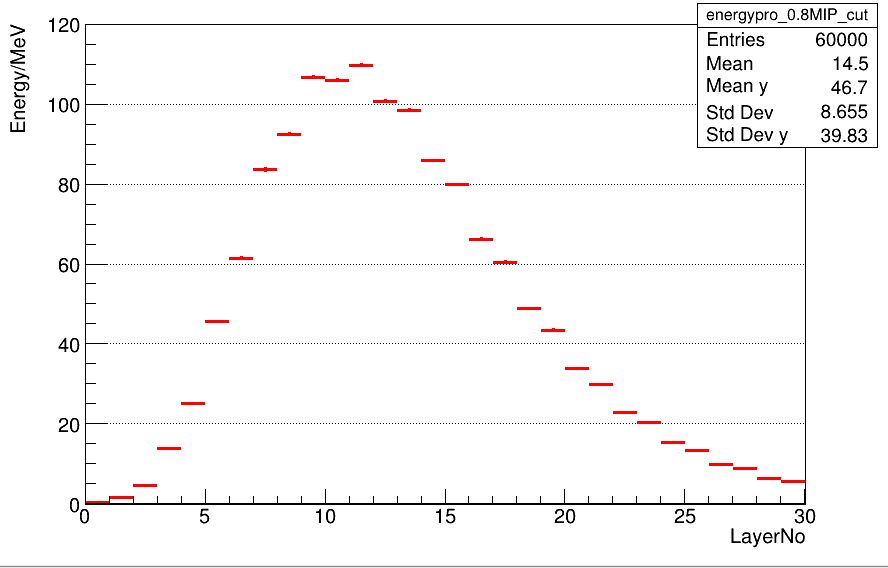 energypro_0.8MIP_cut
Entries 60000
Mean 14.5
Mean y 46.7
Std Dev 8.655
Std Dev y 39.83
Energy/MeV
120
100
80
60
40
20
0
0 5 10 15 20 25 30
LayerNo